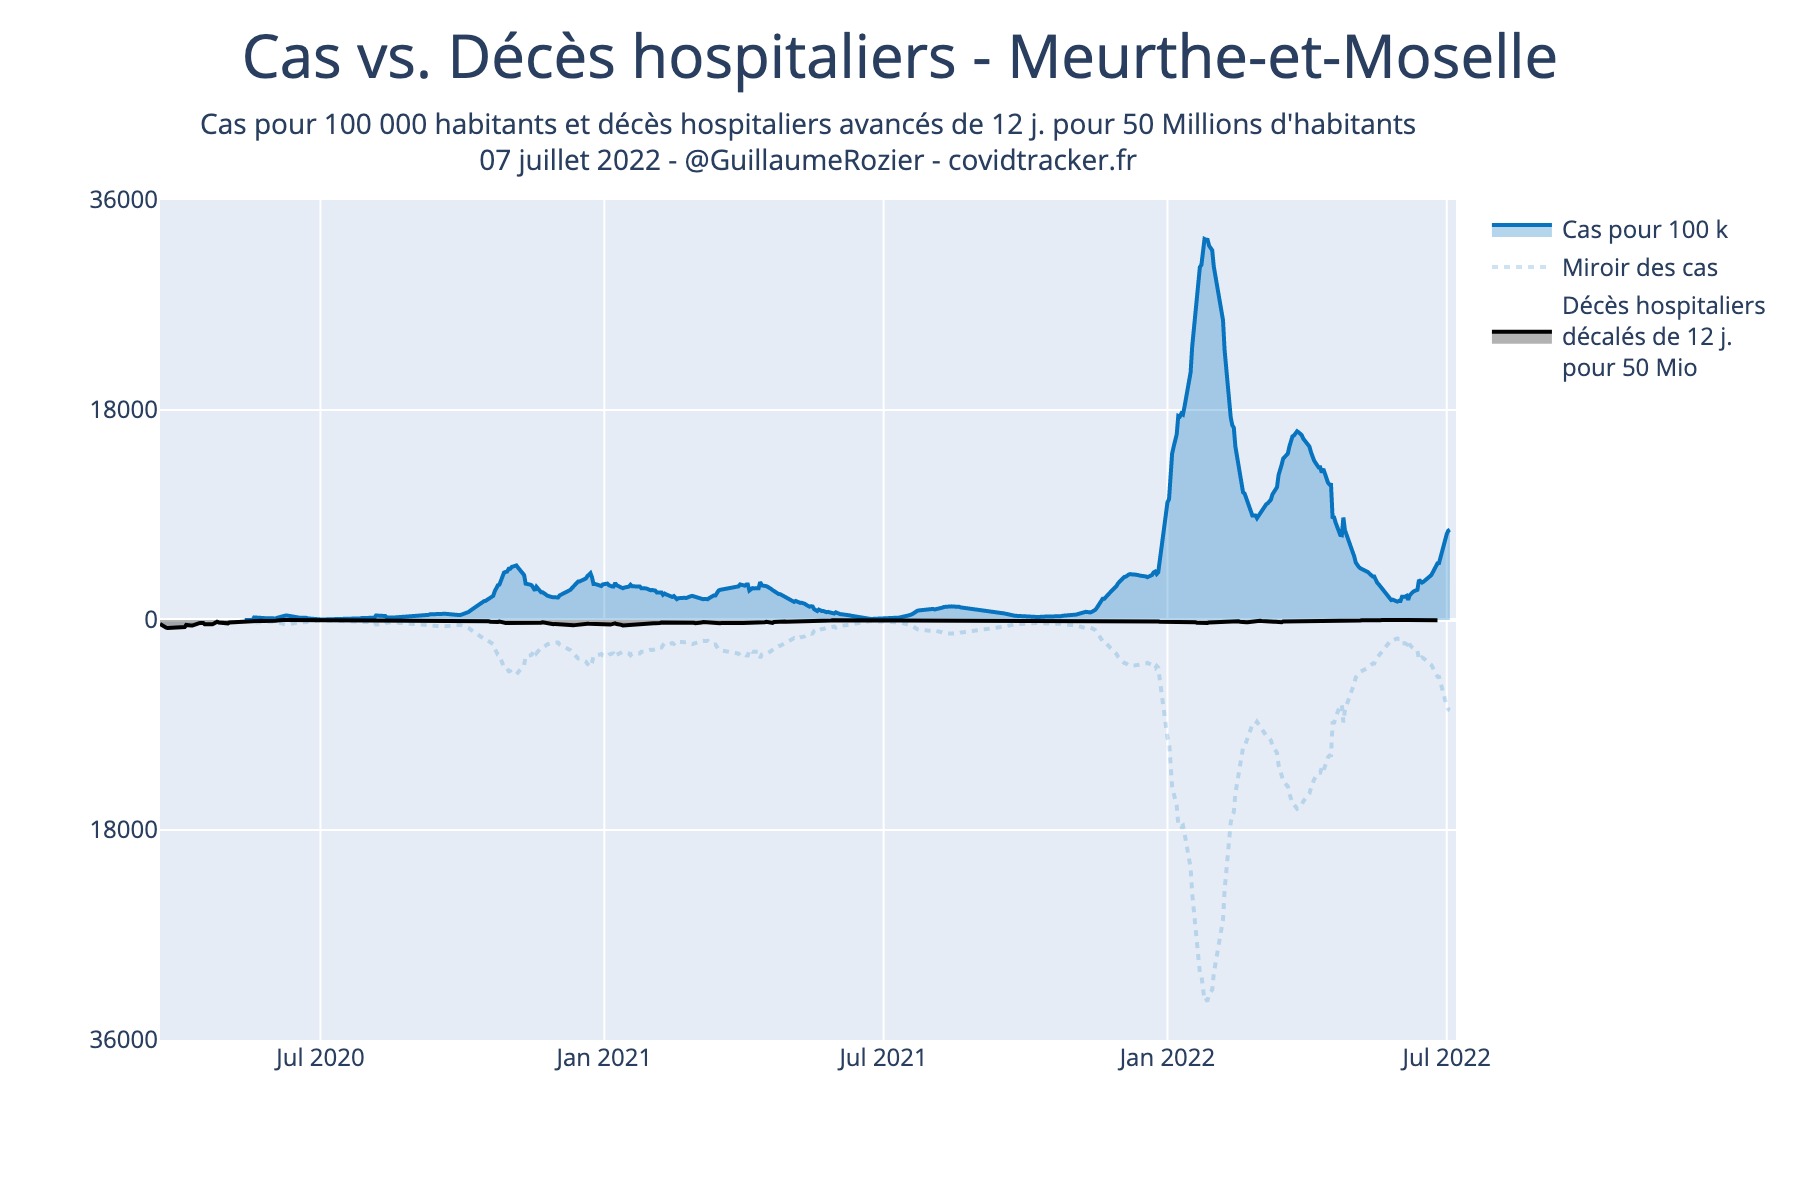 Cas vs. Décès hospitaliers - Meurthe-et-Moselle
Cas pour 100 000 habitants et décès hospitaliers avancés de 12 j. pour 50 Millions d'habitants
07 juillet 2022 - @GuillaumeRozier - covidtracker.fr
36000
18000
0
18000
36000
Jul 2020
Jan 2021
Jul 2021
Jan 2022
Jul 2022
Cas pour 100 k
Miroir des cas
Décès hospitaliers
décalés de 12 j.
pour 50 Mio